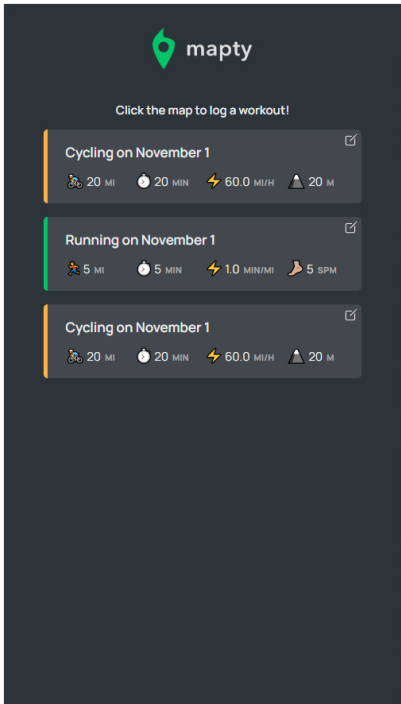 mapty
Click the map to log a workout!
Cycling on November 1
20 MI 20 MIN 60.0 MI/H 20 M
Running on November 1
5 MI 5 MIN 1.0 MIN/MI 5 SPM
Cycling on November 1
20 MI 20 MIN 60.0 MI/H 20 M